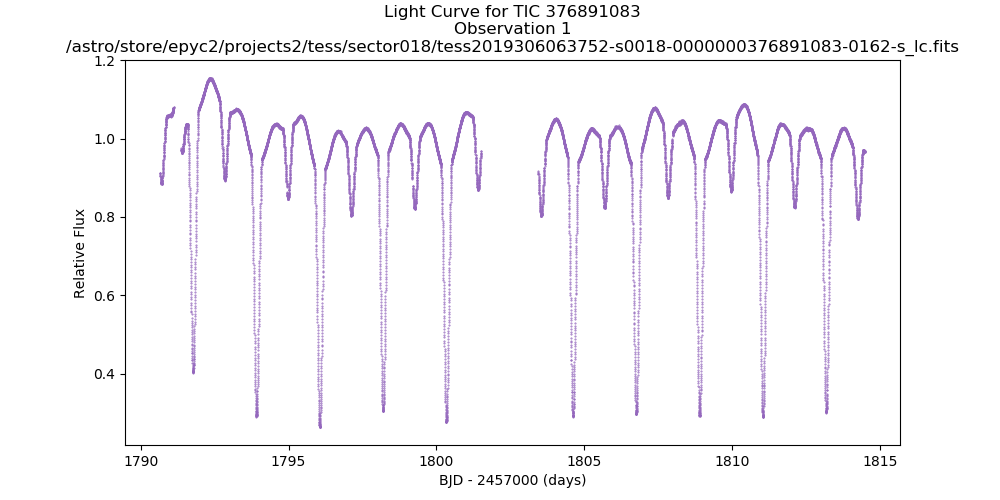 Light Curve for TIC 376891083
Observation 1
/astro/store/epyc2/projects2/tess/sector018/tess2019306063752-s0018-0000000376891083-0162-s_lc.fits
1.2
1.0
0.8
0.6
0.4
Relative Flux
1790 1795 1800 1805 1810 1815
BJD - 2457000 (days)